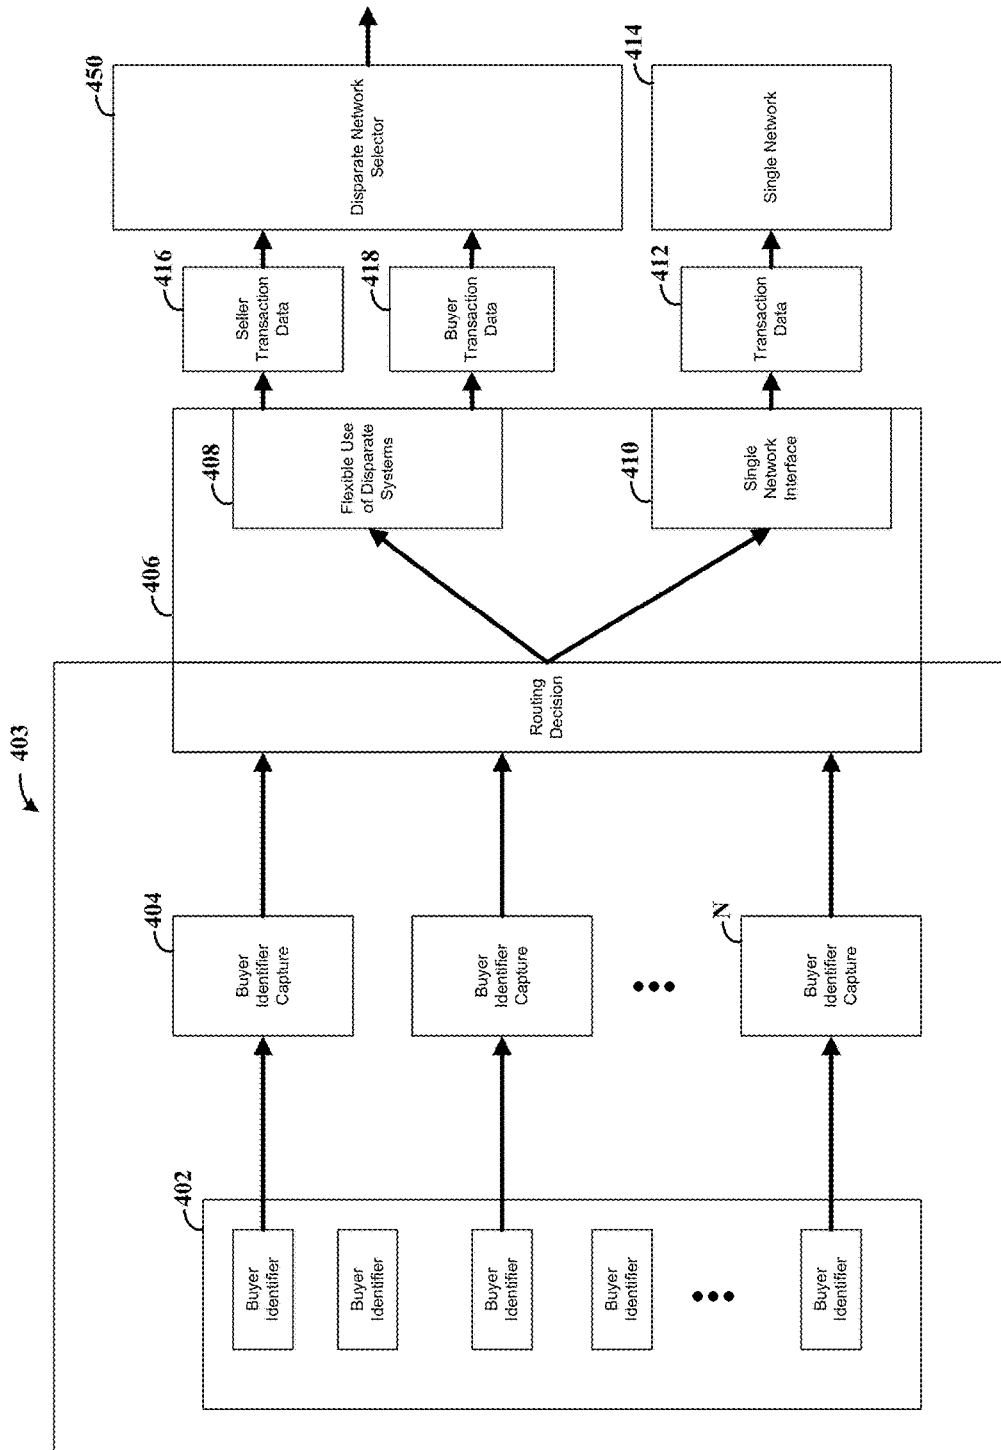 403
402
Buyer
Identifier
Buyer
Identifier
Buyer
Identifier
Buyer
Identifier
Buyer
Identifier
404
Buyer
Identifier
Capture
Buyer
Identifier
Capture
N
Buyer
Identifier
Capture
406
Routing
Decision
408
Flexible Use
of Disparate
Systems
410
Single
Network
Interface
416
Seller
Transaction
Data
418
Buyer
Transaction
Data
412
Transaction
Data
450
Disparate Network
Selector
414
Single Network